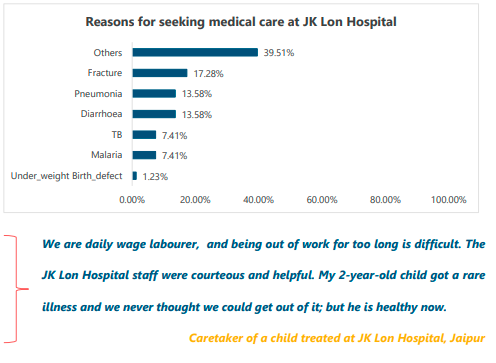 Reasons for seeking medical care at JK Lon Hospital
Others 39.51%
Fracture 17.28%
Pneumonia 13.58%
Diarrhoea 13.58%
TB 7.41%
Malaria 7.41%
Under_weight Birth_defect 1.23%
0.00% 20.00% 40.00% 60.00% 80.00% 100.00%
We are daily wage labourer, and being out of work for too long is difficult. The
JK Lon Hospital staff were courteous and helpful. My 2-year-old child got a rare
illness and we never thought we could get out of it; but he is healthy now.
Caretaker of a child treated at JK Lon Hospital, Jaipur